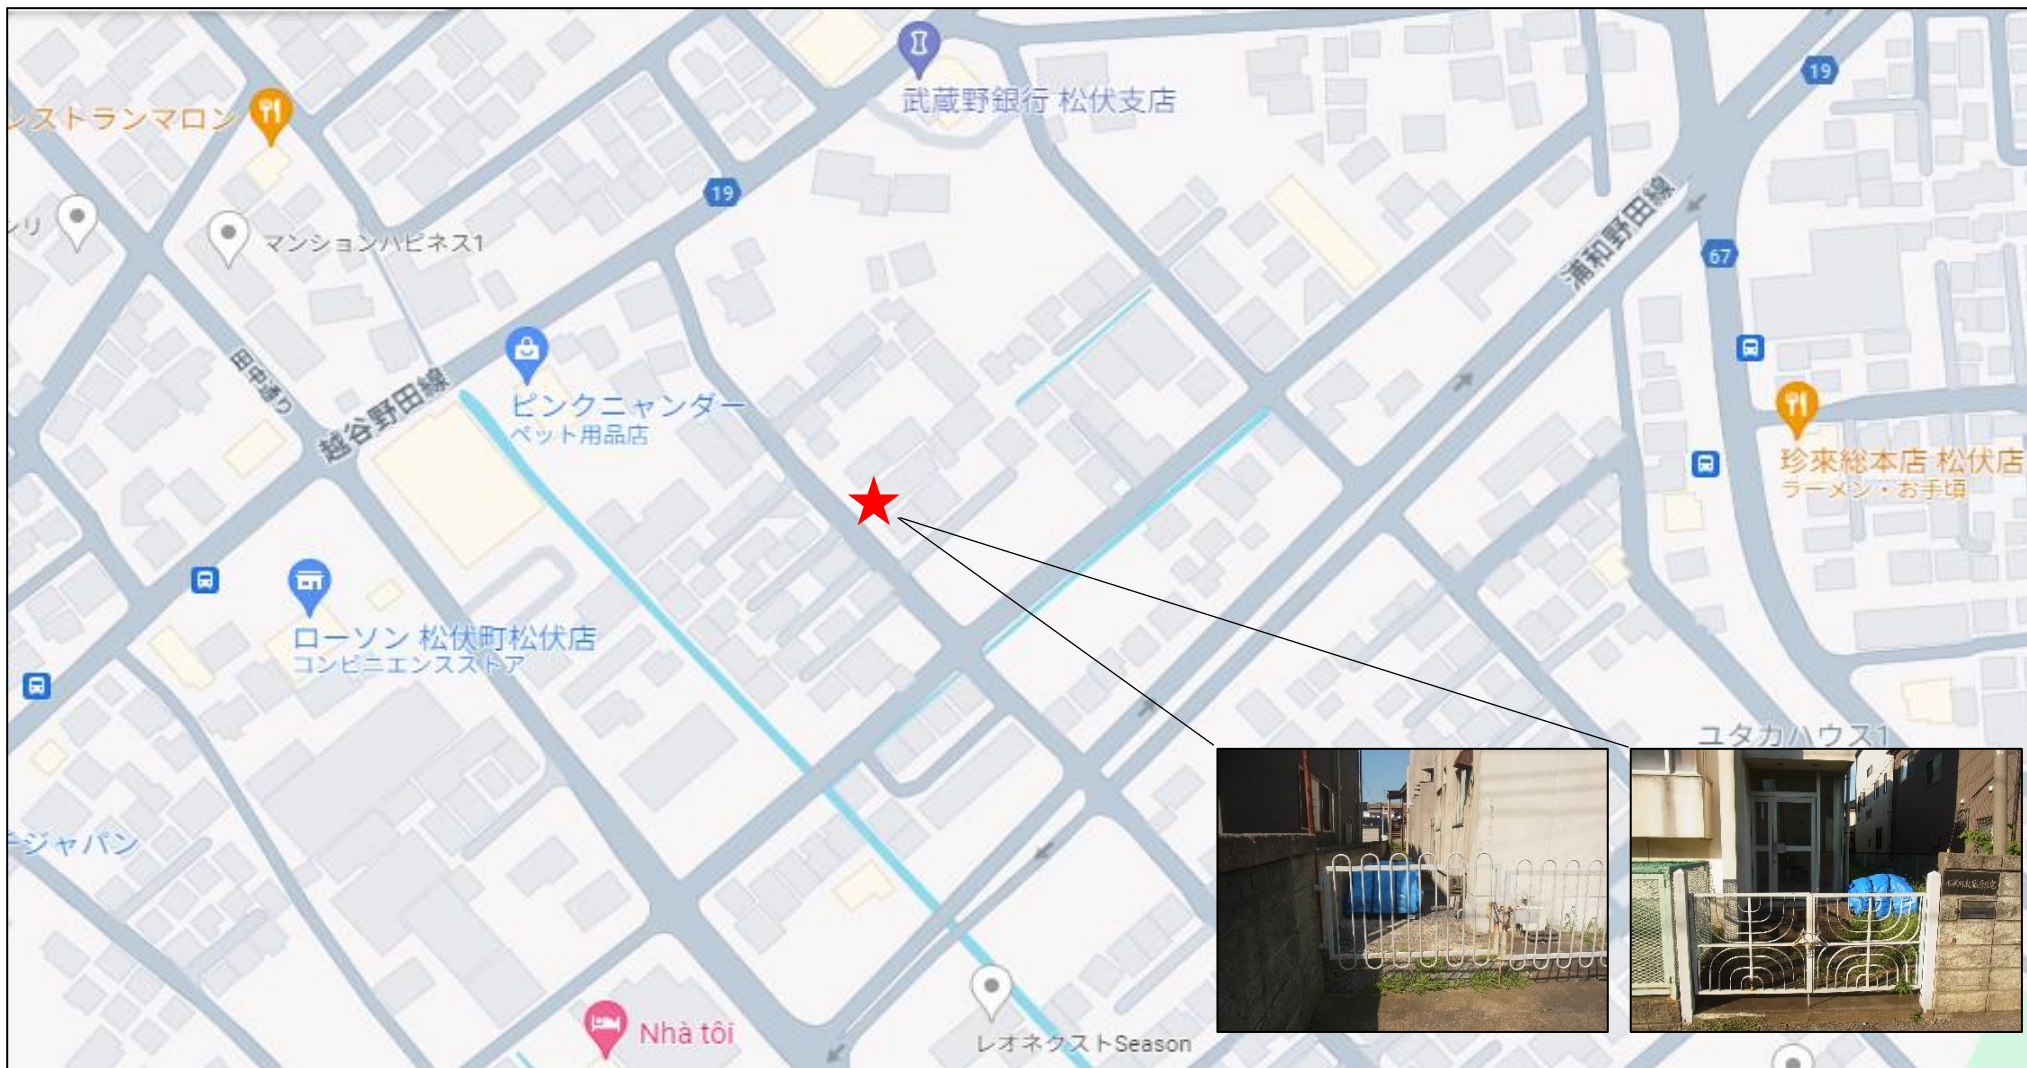 武蔵野銀行 松伏支店
19
19
レストランマロン
マンションハピネス1
浦和野田線
67
田中通り
越谷野田線
ピンクニャンダー
ペット用品店
珍來総本店 松伏店
ラーメン・お手頃
ローソン 松伏町松伏店
コンビニエンスストア
ユタカハウス1
ジャパン
Nhà tôi
レオネクストSeason